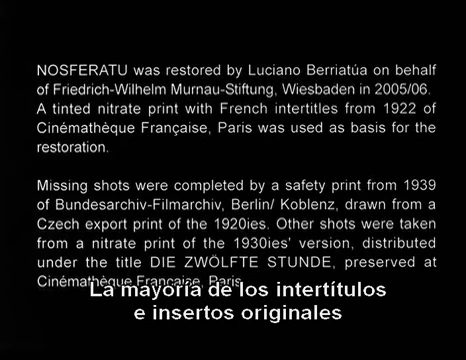 NOSFERATU was restored by Luciano Berriatúa on behalf
of Friedrich-Wilhelm Murnau-Stiftung, Wiesbaden in 2005/06.
A tinted nitrate print with French intertitles from 1922 of
Cinémathèque Française, Paris was used as basis for the
restoration.
Missing shots were completed by a safety print from 1939
of Bundesarchiv-Filmarchiv, Berlin/ Koblenz, drawn from a
Czech export print of the 1920ies. Other shots were taken
from a nitrate print of the 1930ies' version, distributed
under the title DIE ZWÖLFTE STUNDE, preserved at
Cinémathèque Française, Paris.
La mayoría de los intertítulos
e insertos originales